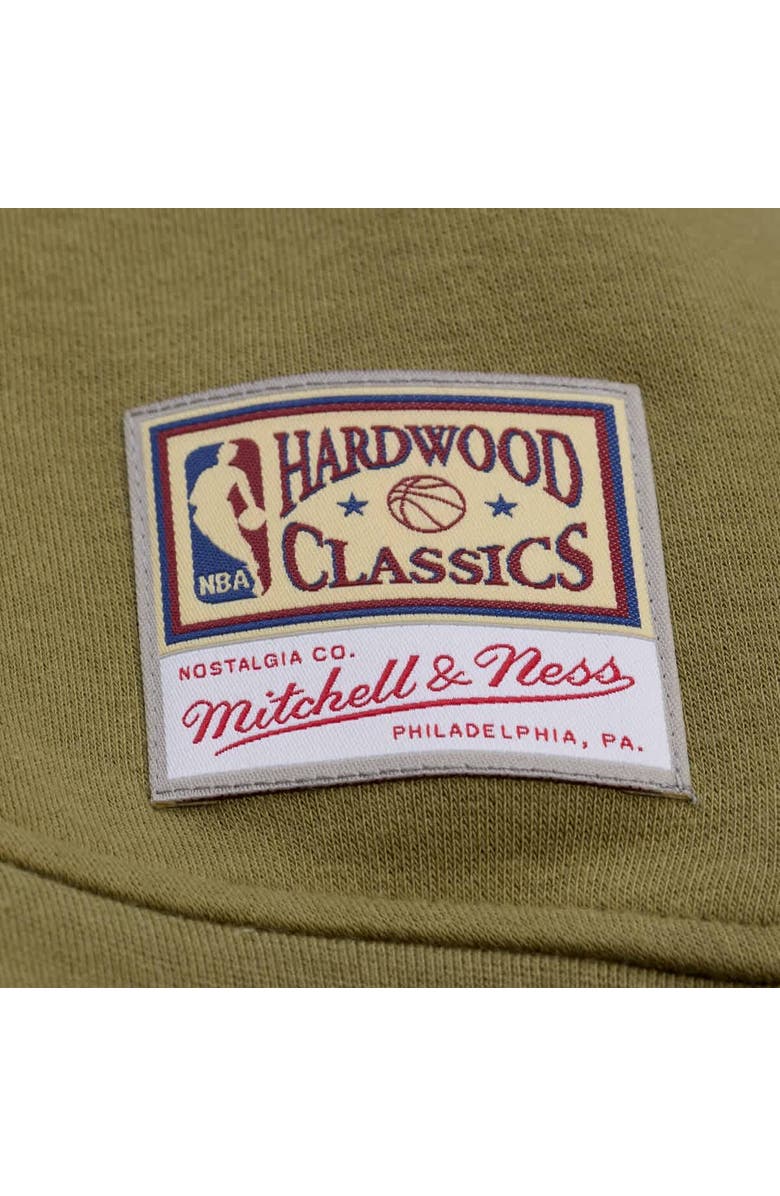 HARDWOOD
CLASSICS
NBA
NOSTALGIA CO.
Mitchell & Ness
PHILADELPHIA, PA.